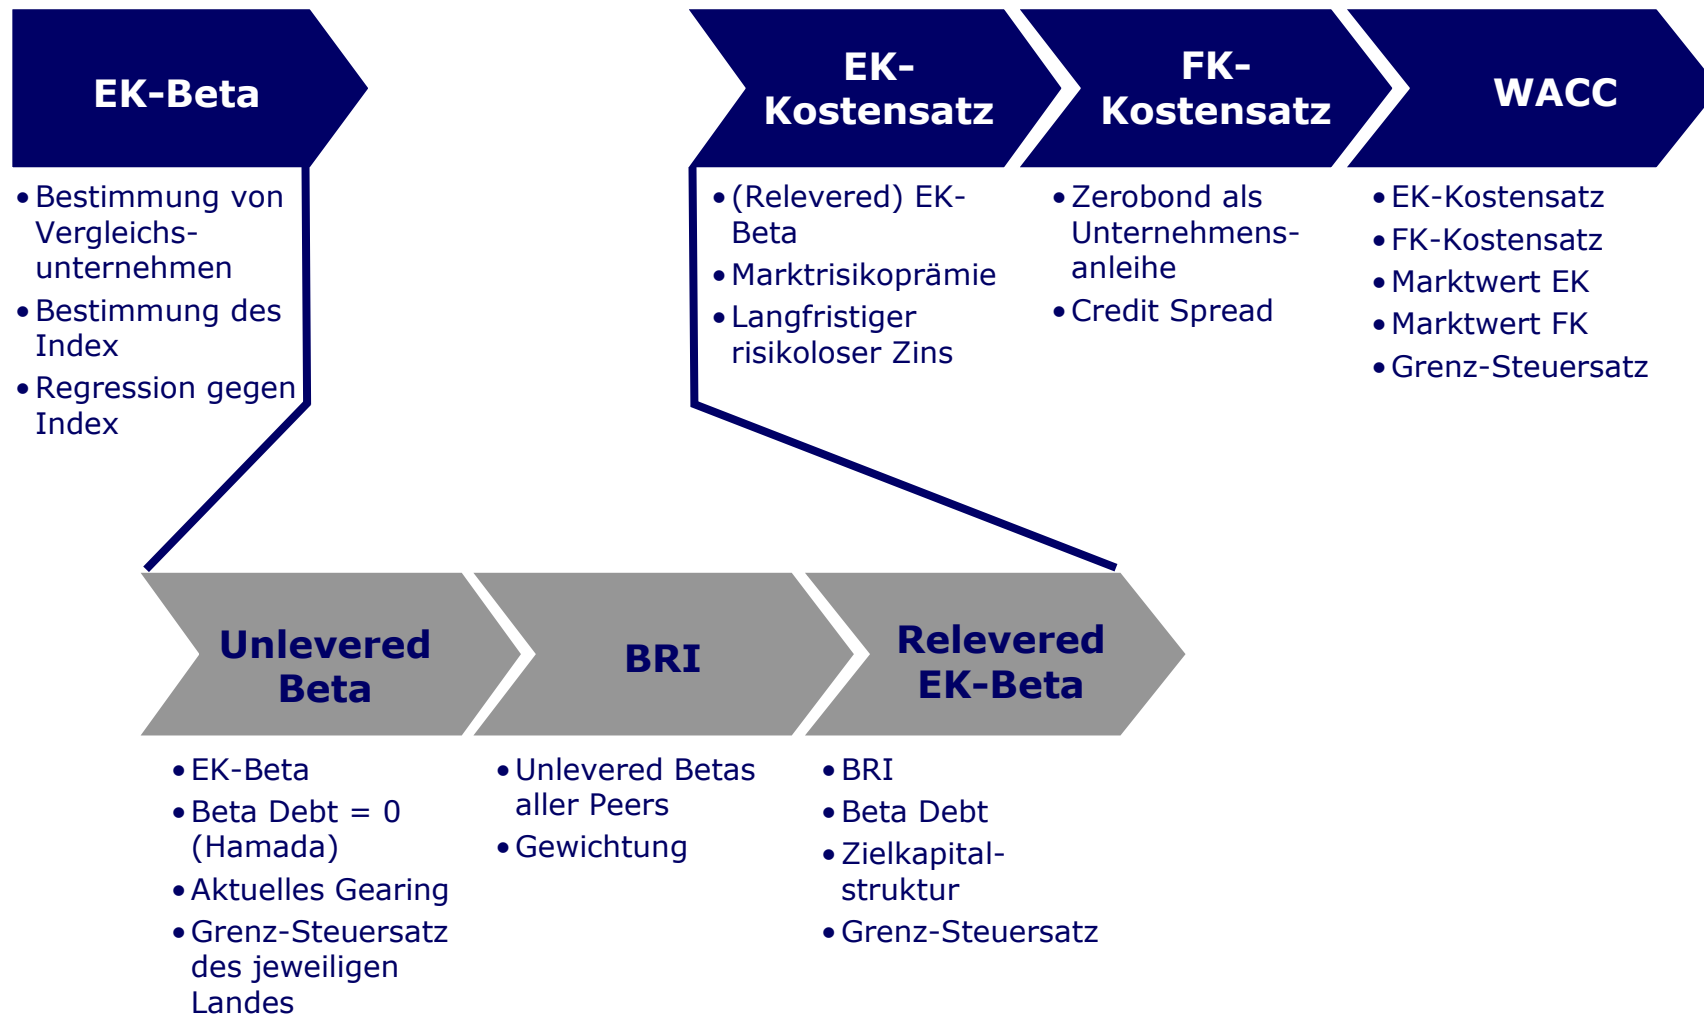 EK-Beta
• Bestimmung von
Vergleichs-
unternehmen
• Bestimmung des
Index
• Regression gegen
Index
EK-
Kostensatz
• (Relevered) EK-
Beta
• Marktrisikoprämie
• Langfristiger
risikoloser Zins
FK-
Kostensatz
• Zerobond als
Unternehmens-
anleihe
• Credit Spread
WACC
• EK-Kostensatz
• FK-Kostensatz
• Marktwert EK
• Marktwert FK
• Grenz-Steuersatz
Unlevered
Beta
• EK-Beta
• Beta Debt = 0
(Hamada)
• Aktuelles Gearing
• Grenz-Steuersatz
des jeweiligen
Landes
BRI
• Unlevered Betas
aller Peers
• Gewichtung
Relevered
EK-Beta
• BRI
• Beta Debt
• Zielkapital-
struktur
• Grenz-Steuersatz